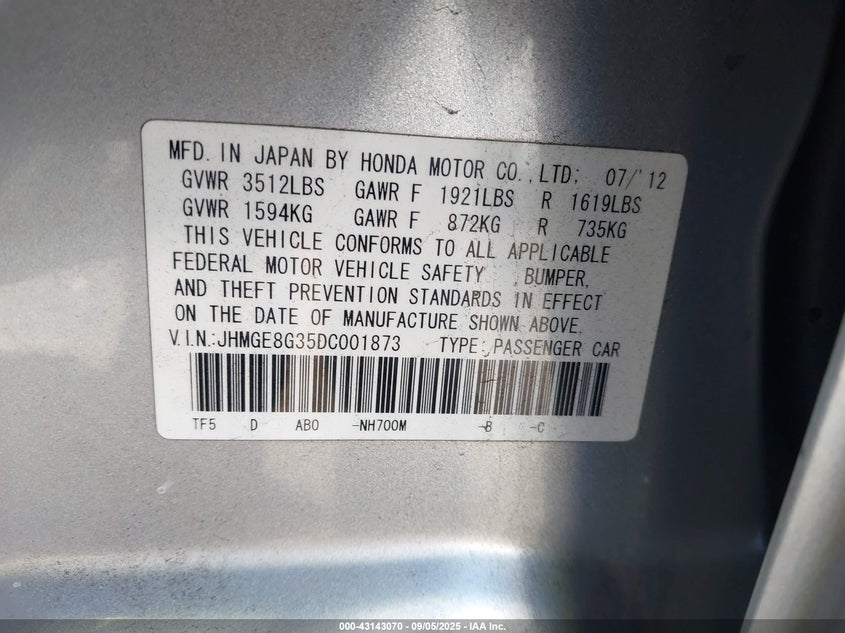 MFD. IN JAPAN BY HONDA MOTOR CO., LTD; 07/'12
GVWR 3512LBS GAWR F 1921LBS R 1619LBS
GVWR 1594KG GAWR F 872KG R 735KG
THIS VEHICLE CONFORMS TO ALL APPLICABLE
FEDERAL MOTOR VEHICLE SAFETY , BUMPER,
AND THEFT PREVENTION STANDARDS IN EFFECT
ON THE DATE OF MANUFACTURE SHOWN ABOVE.
V.I.N.:JHMGE8G35DC001873 TYPE:PASSENGER CAR
TF5 D AB0 -NH700M -B -C
000-43143070 - 09/05/2025 - IAA Inc.